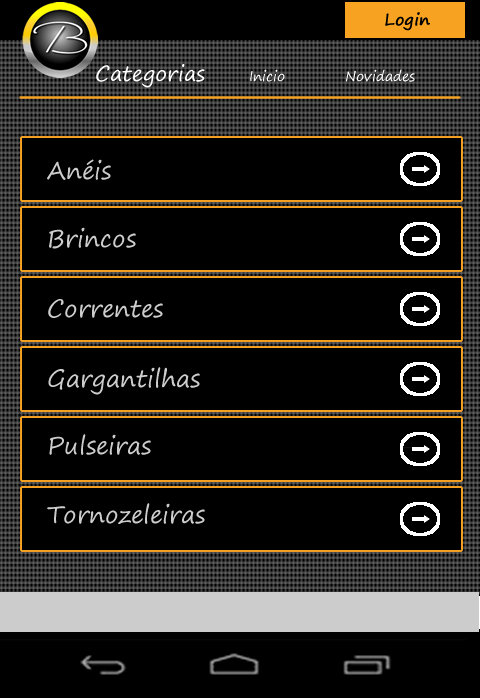 B
Login
Categorias Inicio Novidades
Anéis
Brincos
Correntes
Gargantilhas
Pulseiras
Tornozeleiras